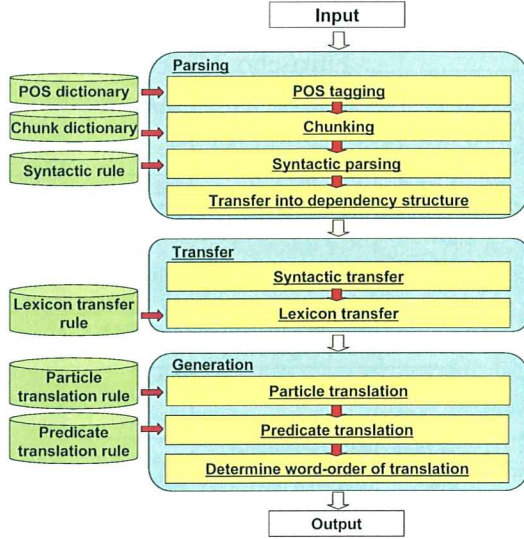 Input
Parsing
POS dictionary
POS tagging
Chunk dictionary
Chunking
Syntactic rule
Syntactic parsing
Transfer into dependency structure
Transfer
Syntactic transfer
Lexicon transfer
rule
Lexicon transfer
Generation
Particle
translation rule
Particle translation
Predicate
translation rule
Predicate translation
Determine word-order of translation
Output